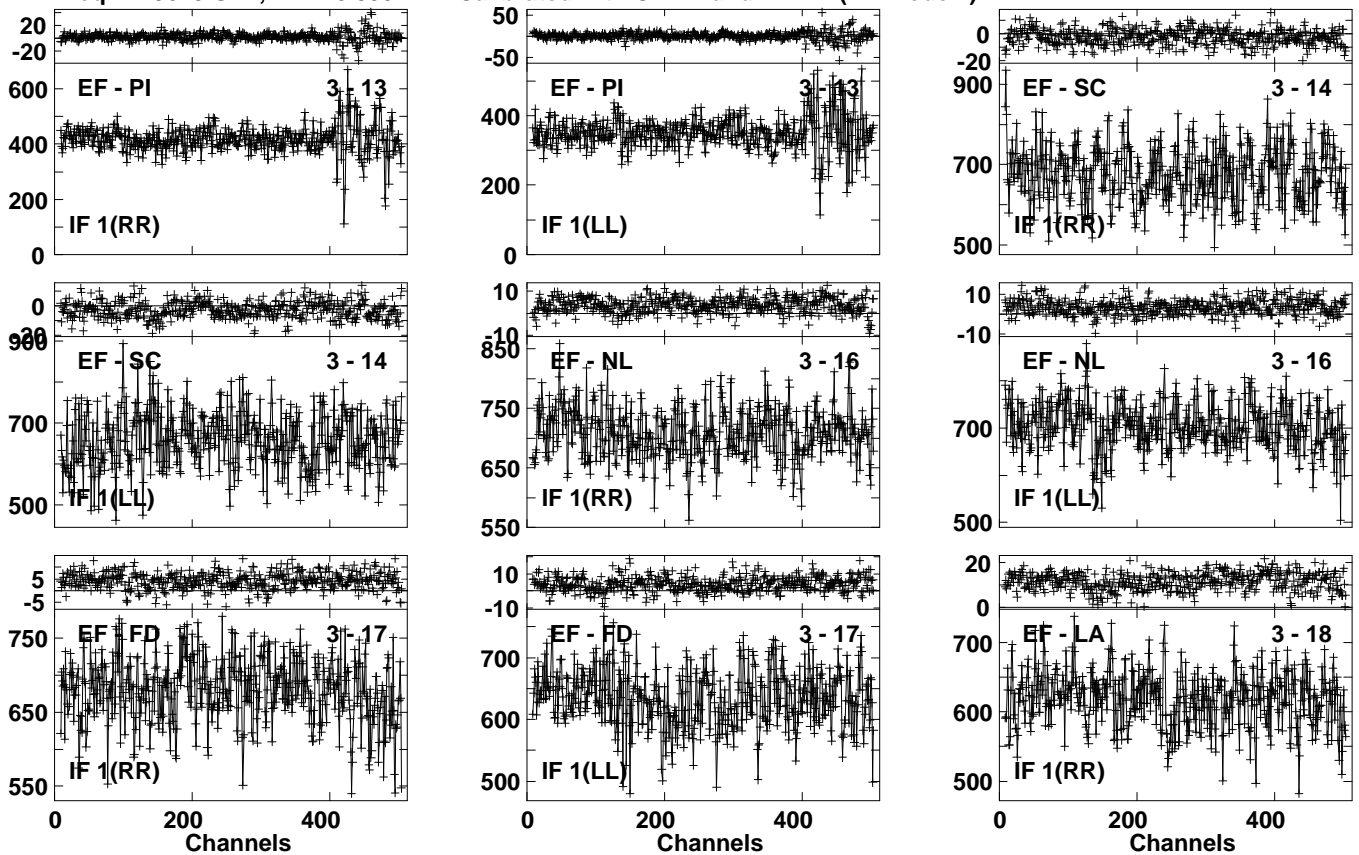 20
-20
600
400
200
0
EF - PI 3 - 13
IF 1(RR)
50
-50
400
200
0
EF - PI 3 - 13
IF 1(LL)
0
-20
900
700
500
EF - SC 3 - 14
IF 1(RR)
0
-20
900
700
500
EF - SC 3 - 14
IF 1(LL)
10
-10
850
750
650
550
EF - NL 3 - 16
IF 1(RR)
10
-10
700
500
EF - NL 3 - 16
IF 1(LL)
5
-5
750
650
550
EF - FD 3 - 17
IF 1(RR)
0 200 400
Channels
10
-10
700
600
500
EF - FD 3 - 17
IF 1(LL)
0 200 400
Channels
20
0
700
600
500
EF - LA 3 - 18
IF 1(RR)
0 200 400
Channels